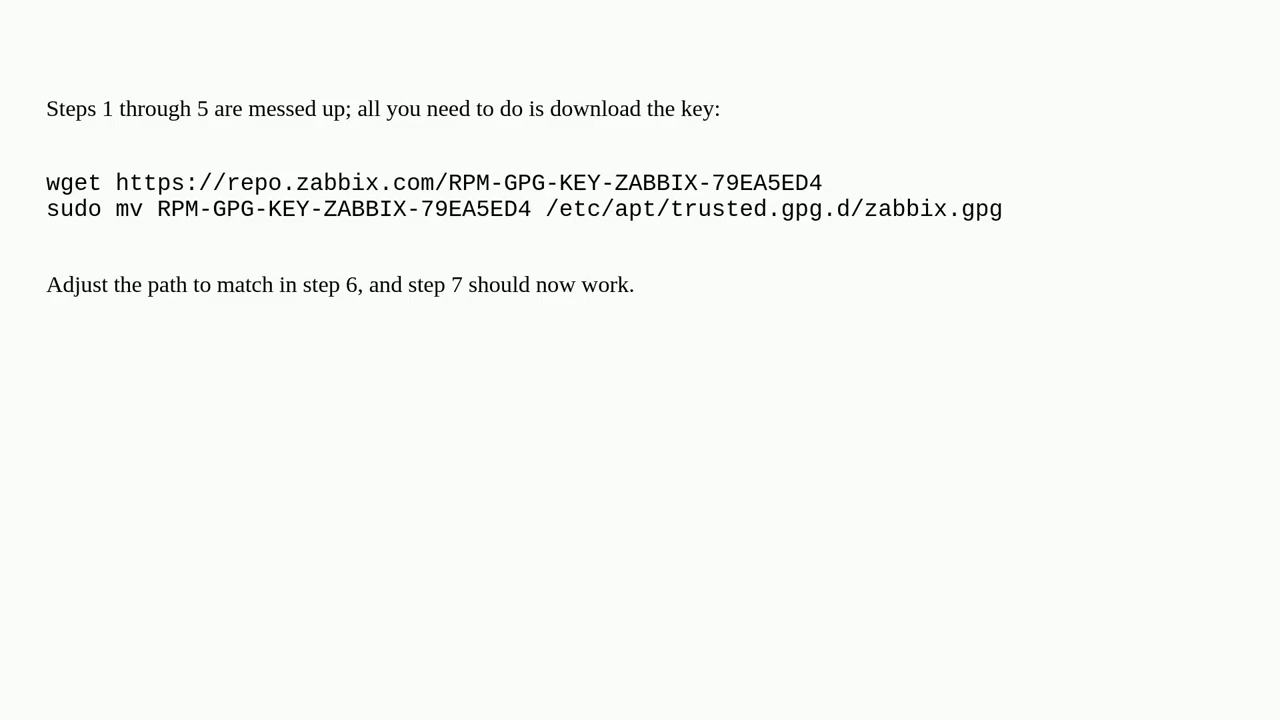 Steps 1 through 5 are messed up; all you need to do is download the key:
wget https://repo.zabbix.com/RPM-GPG-KEY-ZABBIX-79EA5ED4
sudo mv RPM-GPG-KEY-ZABBIX-79EA5ED4 /etc/apt/trusted.gpg.d/zabbix.gpg
Adjust the path to match in step 6, and step 7 should now work.